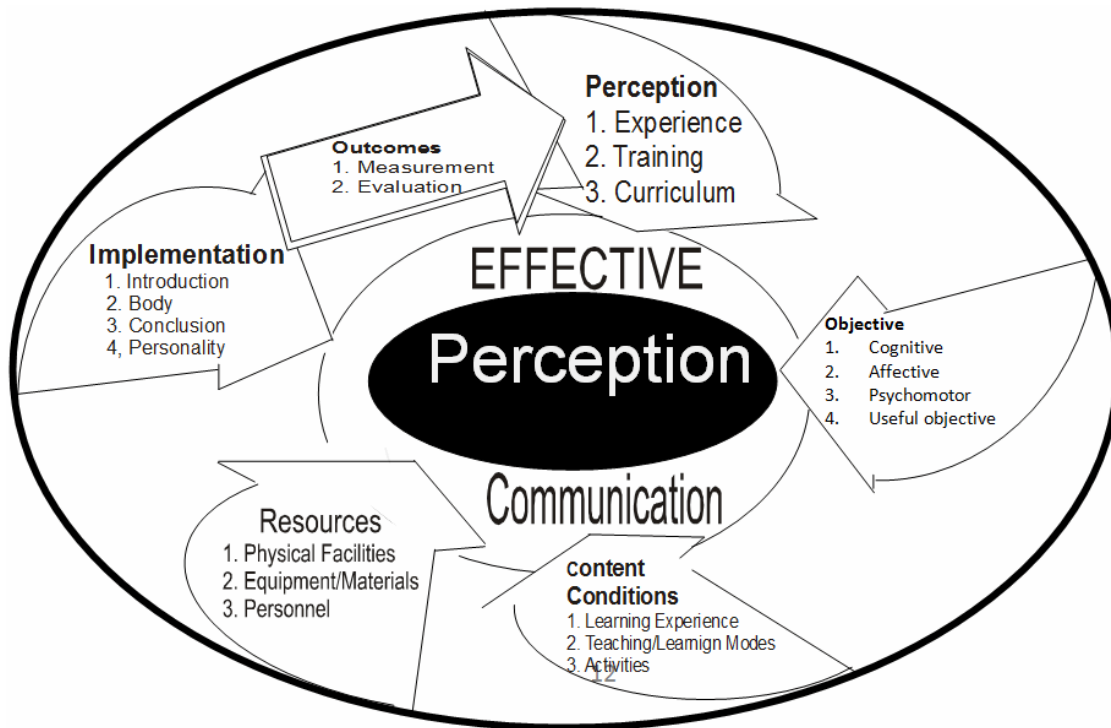 Perception
1. Experience
2. Training
3. Curriculum
Outcomes
1. Measurement
2. Evaluation
Implementation
1. Introduction
2. Body
3. Conclusion
4, Personality
EFFECTIVE
Perception
Communication
Objective
1. Cognitive
2. Affective
3. Psychomotor
4. Useful objective
Resources
1. Physical Facilities
2. Equipment/Materials
3. Personnel
Content
Conditions
1. Learning Experience
2. Teaching/Learnign Modes
3. Activities
12